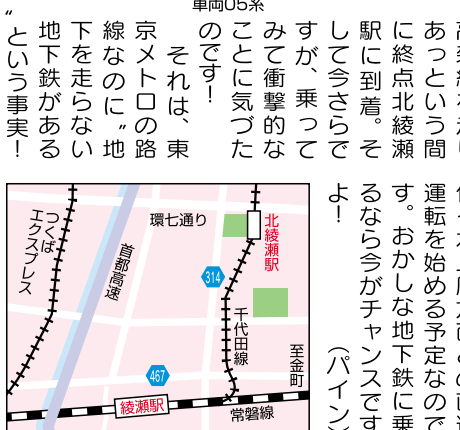 車両05系
あっという間
に終点北綾瀬
駅に到着。そ
して今さらで
すが、乗って
みて衝撃的な
ことに気づた
のです！
それは、東
京メトロの路
線なのに〝地
下を走らない
地下鉄がある
〟という事実！
運転を始める予定なので
す。おかしな地下鉄に乗
るなら今がチャンスです
よ！
（パイン
つくば
エクスプレス
首都高速
環七通り
北綾瀬駅
314
千代田線
至金町
467
綾瀬駅
常磐線